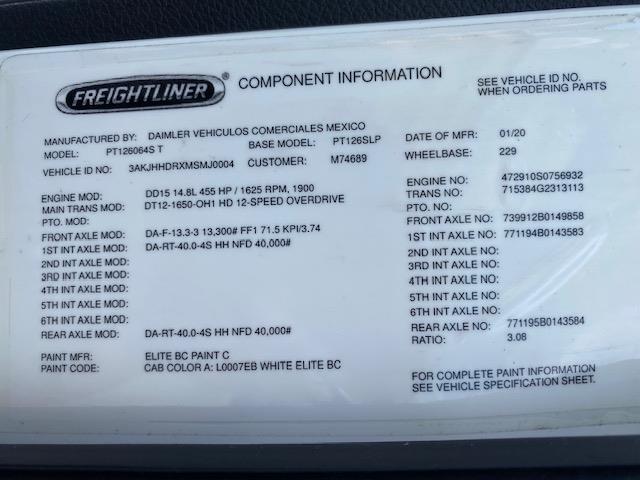 FREIGHTLINER® COMPONENT INFORMATION
SEE VEHICLE ID NO.
WHEN ORDERING PARTS
MANUFACTURED BY: DAIMLER VEHICULOS COMERCIALES MEXICO
MODEL: PT126064S T BASE MODEL: PT126SLP
VEHICLE ID NO: 3AKJHHDRXMSMJ0004 CUSTOMER: M74689
DATE OF MFR: 01/20
WHEELBASE: 229
ENGINE MOD: DD15 14.8L 455 HP / 1625 RPM, 1900
MAIN TRANS MOD: DT12-1650-OH1 HD 12-SPEED OVERDRIVE
PTO. MOD:
FRONT AXLE MOD: DA-F-13.3-3 13,300# FF1 71.5 KPI/3.74
1ST INT AXLE MOD: DA-RT-40.0-4S HH NFD 40,000#
2ND INT AXLE MOD:
3RD INT AXLE MOD:
4TH INT AXLE MOD:
5TH INT AXLE MOD:
6TH INT AXLE MOD:
REAR AXLE MOD: DA-RT-40.0-4S HH NFD 40,000#
ENGINE NO: 472910S0756932
TRANS NO: 715384G2313113
PTO. NO:
FRONT AXLE NO: 739912B0149858
1ST INT AXLE NO: 771194B0143583
2ND INT AXLE NO:
3RD INT AXLE NO:
4TH INT AXLE NO:
5TH INT AXLE NO:
6TH INT AXLE NO:
REAR AXLE NO: 771195B0143584
RATIO: 3.08
PAINT MFR: ELITE BC PAINT C
PAINT CODE: CAB COLOR A: L0007EB WHITE ELITE BC
FOR COMPLETE PAINT INFORMATION
SEE VEHICLE SPECIFICATION SHEET.